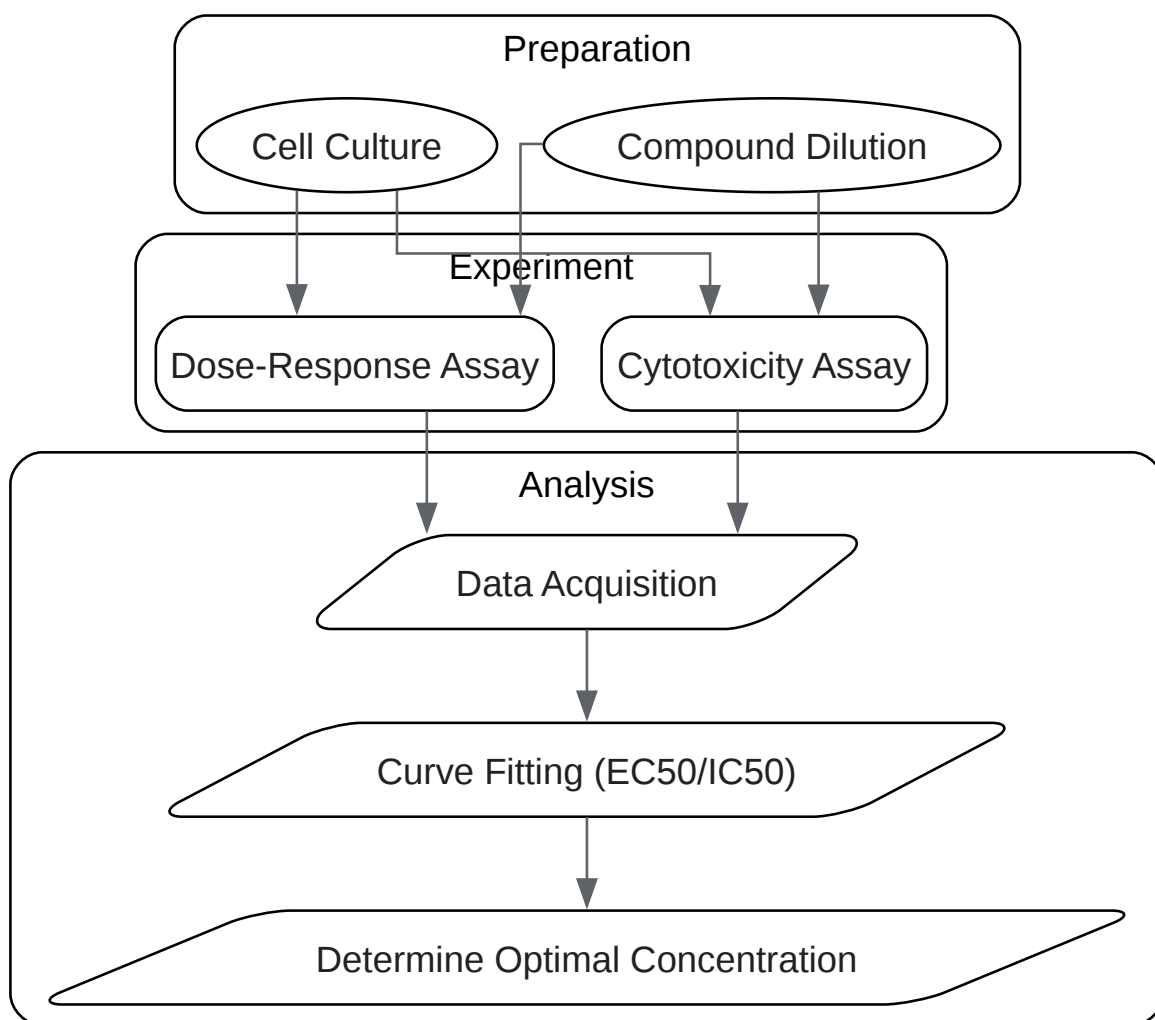 Preparation
Cell Culture
Compound Dilution
Experiment
Dose-Response Assay
Cytotoxicity Assay
Analysis
Data Acquisition
Curve Fitting (EC50/IC50)
Determine Optimal Concentration